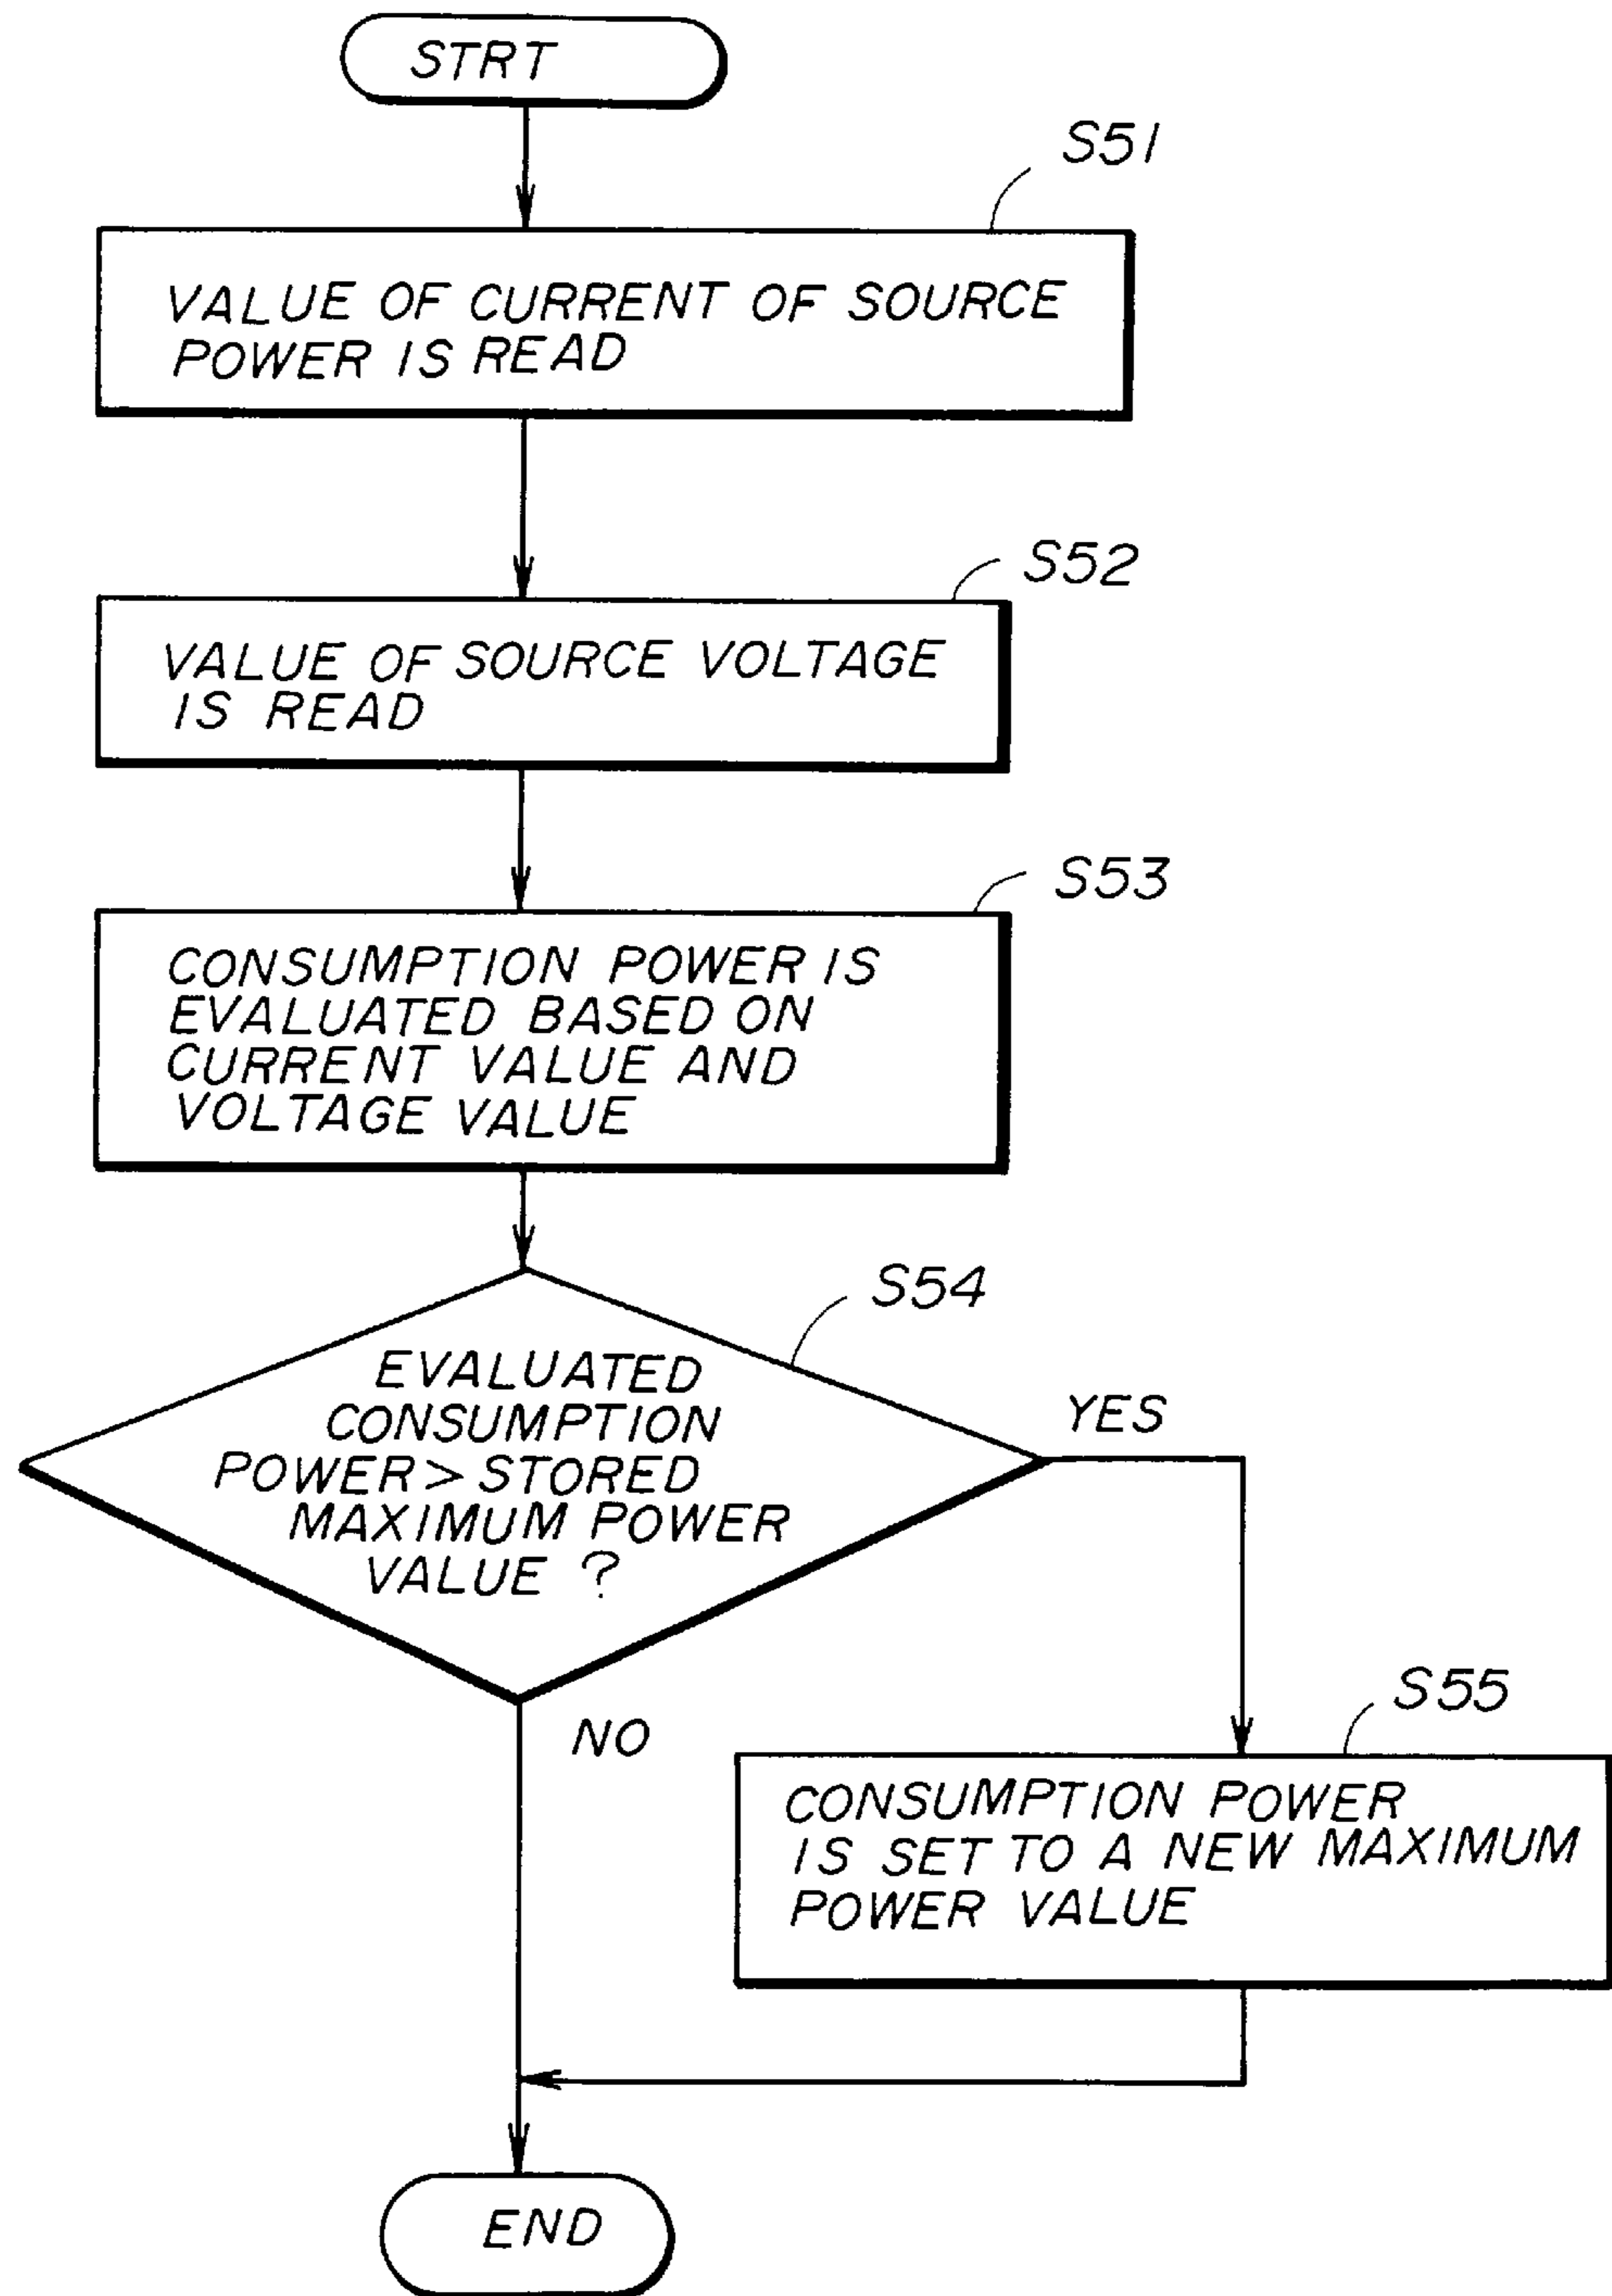 STRT
S51
VALUE OF CURRENT OF SOURCE
POWER IS READ
S52
VALUE OF SOURCE VOLTAGE
IS READ
S53
CONSUMPTION POWER IS
EVALUATED BASED ON
CURRENT VALUE AND
VOLTAGE VALUE
S54
EVALUATED
CONSUMPTION
POWER > STORED
MAXIMUM POWER
VALUE ?
YES
NO
S55
CONSUMPTION POWER
IS SET TO A NEW MAXIMUM
POWER VALUE
END